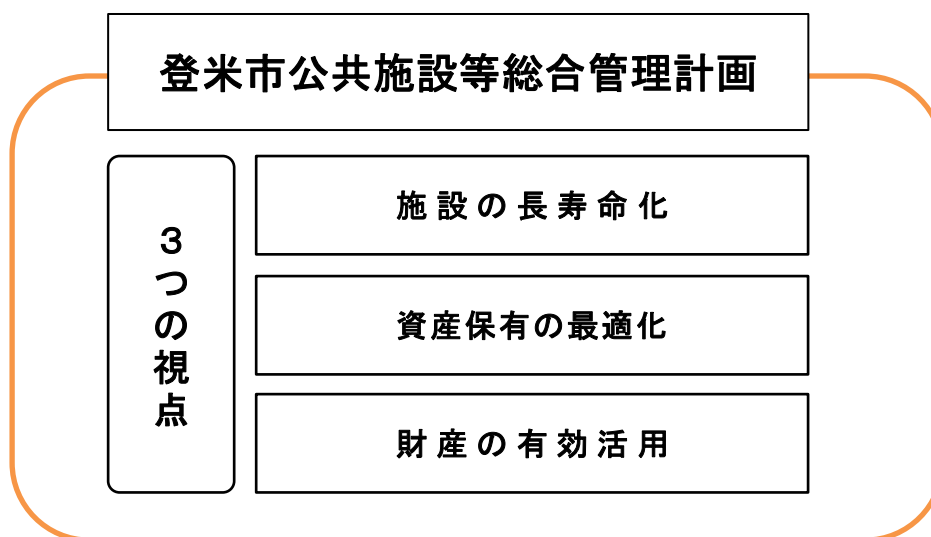 登米市公共施設等総合管理計画
３つの視点
施設の長寿命化
資産保有の最適化
財産の有効活用